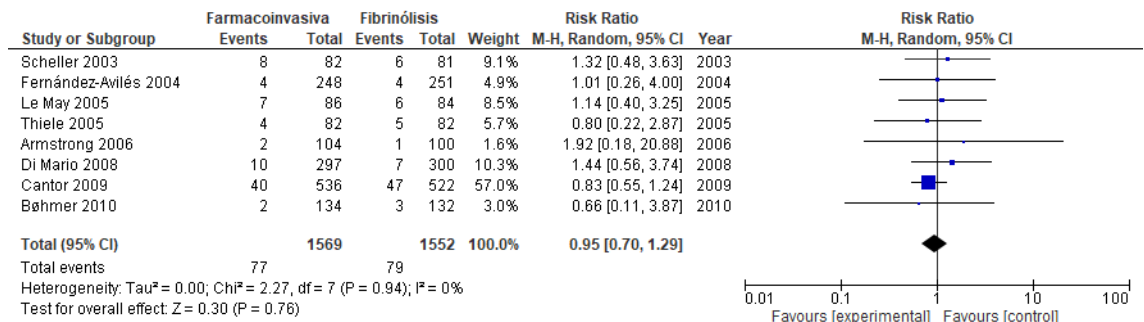 Farmacoinvasiva Fibrinólisis Risk Ratio Risk Ratio
Study or Subgroup Events Total Events Total Weight M-H, Random, 95% CI Year M-H, Random, 95% CI
Scheller 2003 8 82 6 81 9.1% 1.32 [0.48, 3.63] 2003
Fernández-Avilés 2004 4 248 4 251 4.9% 1.01 [0.26, 4.00] 2004
Le May 2005 7 86 6 84 8.5% 1.14 [0.40, 3.25] 2005
Thiele 2005 4 82 5 82 5.7% 0.80 [0.22, 2.87] 2005
Armstrong 2006 2 104 1 100 1.6% 1.92 [0.18, 20.88] 2006
Di Mario 2008 10 297 7 300 10.3% 1.44 [0.56, 3.74] 2008
Cantor 2009 40 536 47 522 57.0% 0.83 [0.55, 1.24] 2009
Bøhmer 2010 2 134 3 132 3.0% 0.66 [0.11, 3.87] 2010
Total (95% CI) 1569 1552 100.0% 0.95 [0.70, 1.29]
Total events 77 79
Heterogeneity: Tau² = 0.00; Chi² = 2.27, df = 7 (P = 0.94); I² = 0%
Test for overall effect: Z = 0.30 (P = 0.76)
0.01 0.1 1 10 100
Favours [experimental] Favours [control]